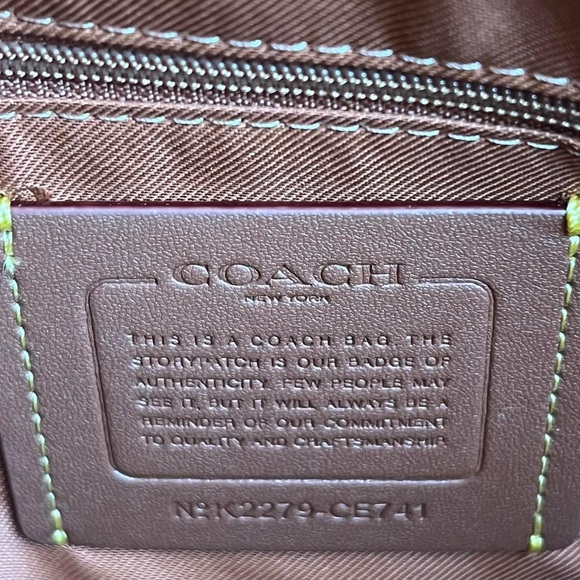 COACH
NEW YORK
THIS IS A COACH BAG. THE
STORYPATCH IS OUR BADGE OF
AUTHENTICITY. FEW PEOPLE MAY
SEE IT, BUT IT WILL ALWAYS BE A
REMINDER OF OUR COMMITMENT
TO QUALITY AND CRAFTSMANSHIP.
Nº K2279-CE741